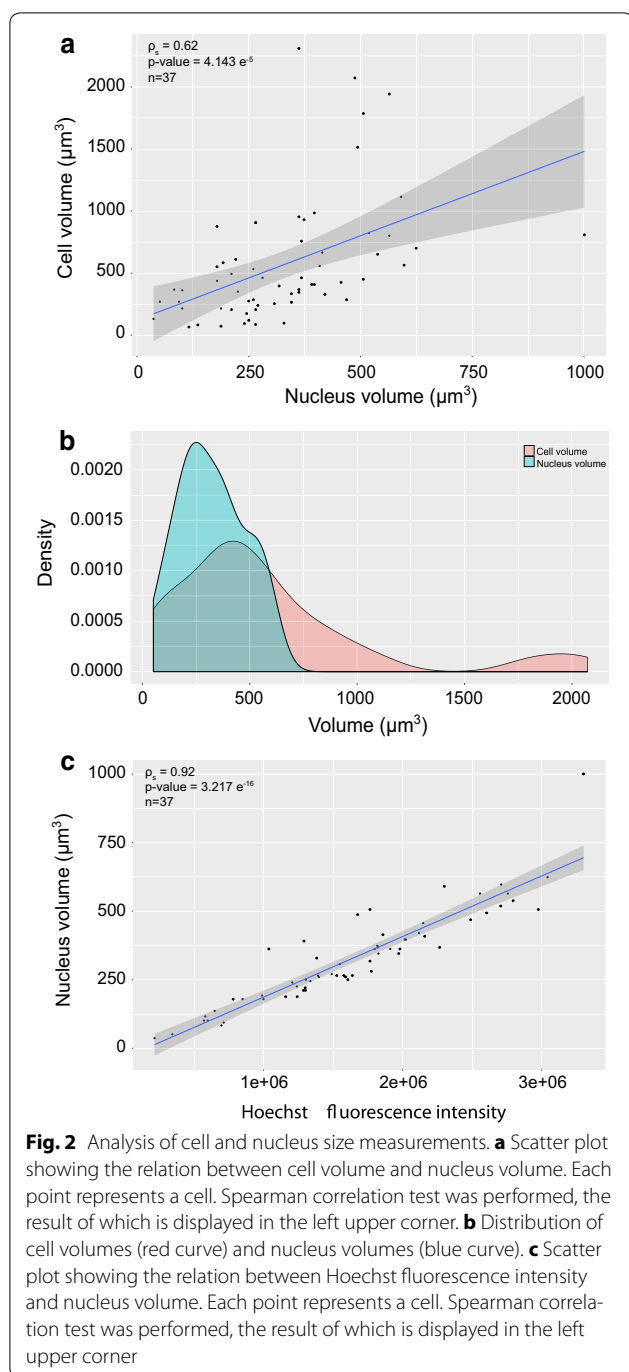 a
ρs = 0.62
p-value = 4.143 e-5
n=37
2000
1500
1000
500
0
Cell volume (µm3)
0 250 500 750 1000
Nucleus volume (µm3)
b
Cell volume
Nucleus volume
0.0020
0.0015
0.0010
0.0005
0.0000
Density
0 500 1000 1500 2000
Volume (µm3)
c
ρs = 0.92
p-value = 3.217 e-16
n=37
1000
750
500
250
0
Nucleus volume (µm3)
1e+06 2e+06 3e+06
Hoechst fluorescence intensity
Fig. 2 Analysis of cell and nucleus size measurements. a Scatter plot
showing the relation between cell volume and nucleus volume. Each
point represents a cell. Spearman correlation test was performed, the
result of which is displayed in the left upper corner. b Distribution of
cell volumes (red curve) and nucleus volumes (blue curve). c Scatter
plot showing the relation between Hoechst fluorescence intensity
and nucleus volume. Each point represents a cell. Spearman correla-
tion test was performed, the result of which is displayed in the left
upper corner